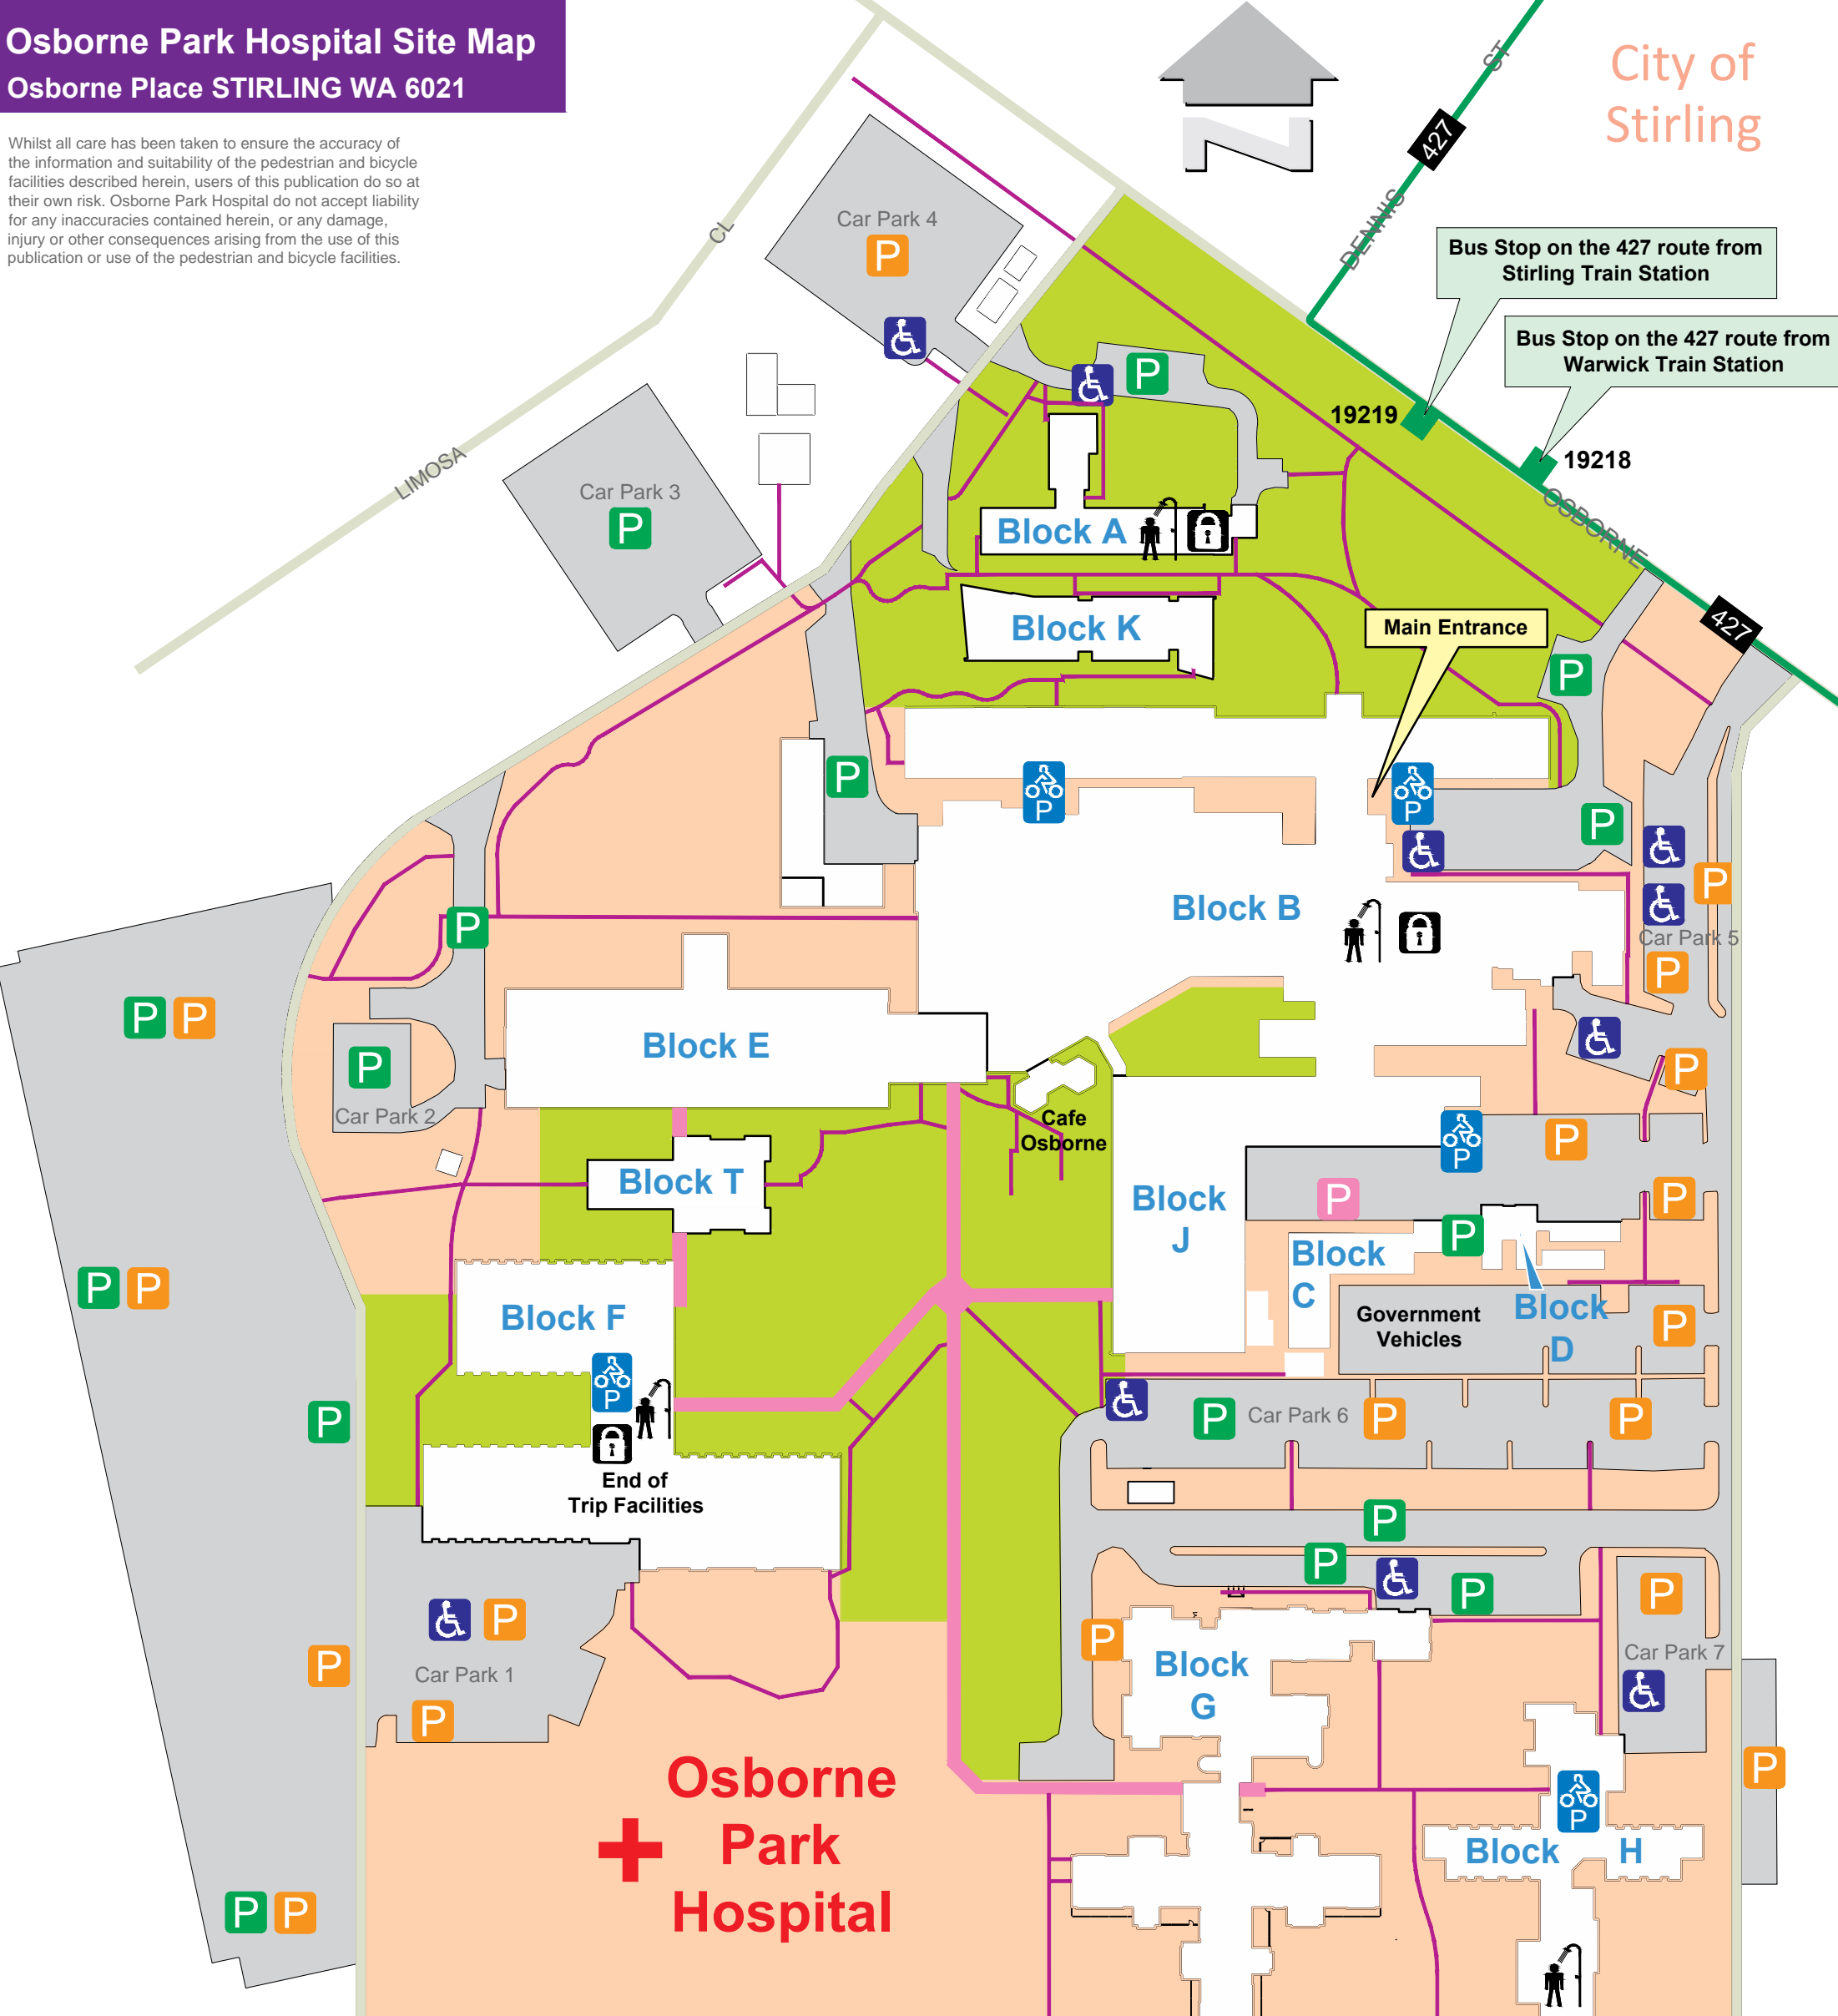 Osborne Park Hospital Site Map
Osborne Place STIRLING WA 6021
Whilst all care has been taken to ensure the accuracy of
the information and suitability of the pedestrian and bicycle
facilities described herein, users of this publication do so at
their own risk. Osborne Park Hospital do not accept liability
for any inaccuracies contained herein, or any damage,
injury or other consequences arising from the use of this
publication or use of the pedestrian and bicycle facilities.
City of
Stirling
N
ST
427
DENNIS
CL
Car Park 4
P
Bus Stop on the 427 route from
Stirling Train Station
Bus Stop on the 427 route from
Warwick Train Station
P
19219
19218
LIMOSA
Car Park 3
P
OSBORNE
Block A
Block K
Main Entrance
427
P
P
P
P
P
P
Block B
P
P
Car Park 5
P
P
P
Block E
P
P
Car Park 2
Cafe
Osborne
P
P
Block T
Block
J
P
P
P
Block
C
P
P
Block F
Government
Vehicles
Block
D
P
P
P
P
Car Park 6
P
P
End of
Trip Facilities
P
P
P
P
P
Car Park 1
P
P
P
Block
G
Car Park 7
P
Osborne
Park
Hospital
P
Block H
P
P